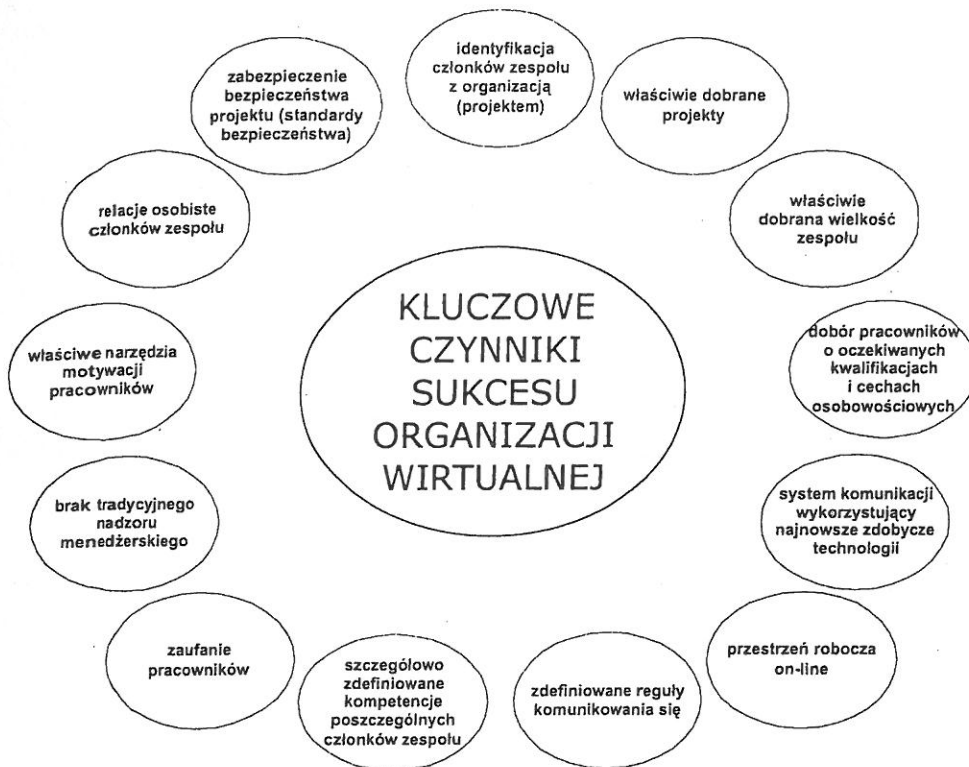 identyfikacja
członków zespołu
z organizacją
(projektem)
właściwie dobrane
projekty
właściwie
dobrana wielkość
zespołu
dobór pracowników
o oczekiwanych
kwalifikacjach
i cechach
osobowościowych
system komunikacji
wykorzystujący
najnowsze zdobycze
technologii
przestrzeń robocza
on-line
zdefiniowane reguły
komunikowania się
szczegółowo
zdefiniowane
kompetencje
poszczególnych
członków zespołu
zaufanie
pracowników
brak tradycyjnego
nadzoru
menedżerskiego
właściwe narzędzia
motywacji
pracowników
relacje osobiste
członków zespołu
zabezpieczenie
bezpieczeństwa
projektu (standardy
bezpieczeństwa)
KLUCZOWE
CZYNNIKI
SUKCESU
ORGANIZACJI
WIRTUALNEJ